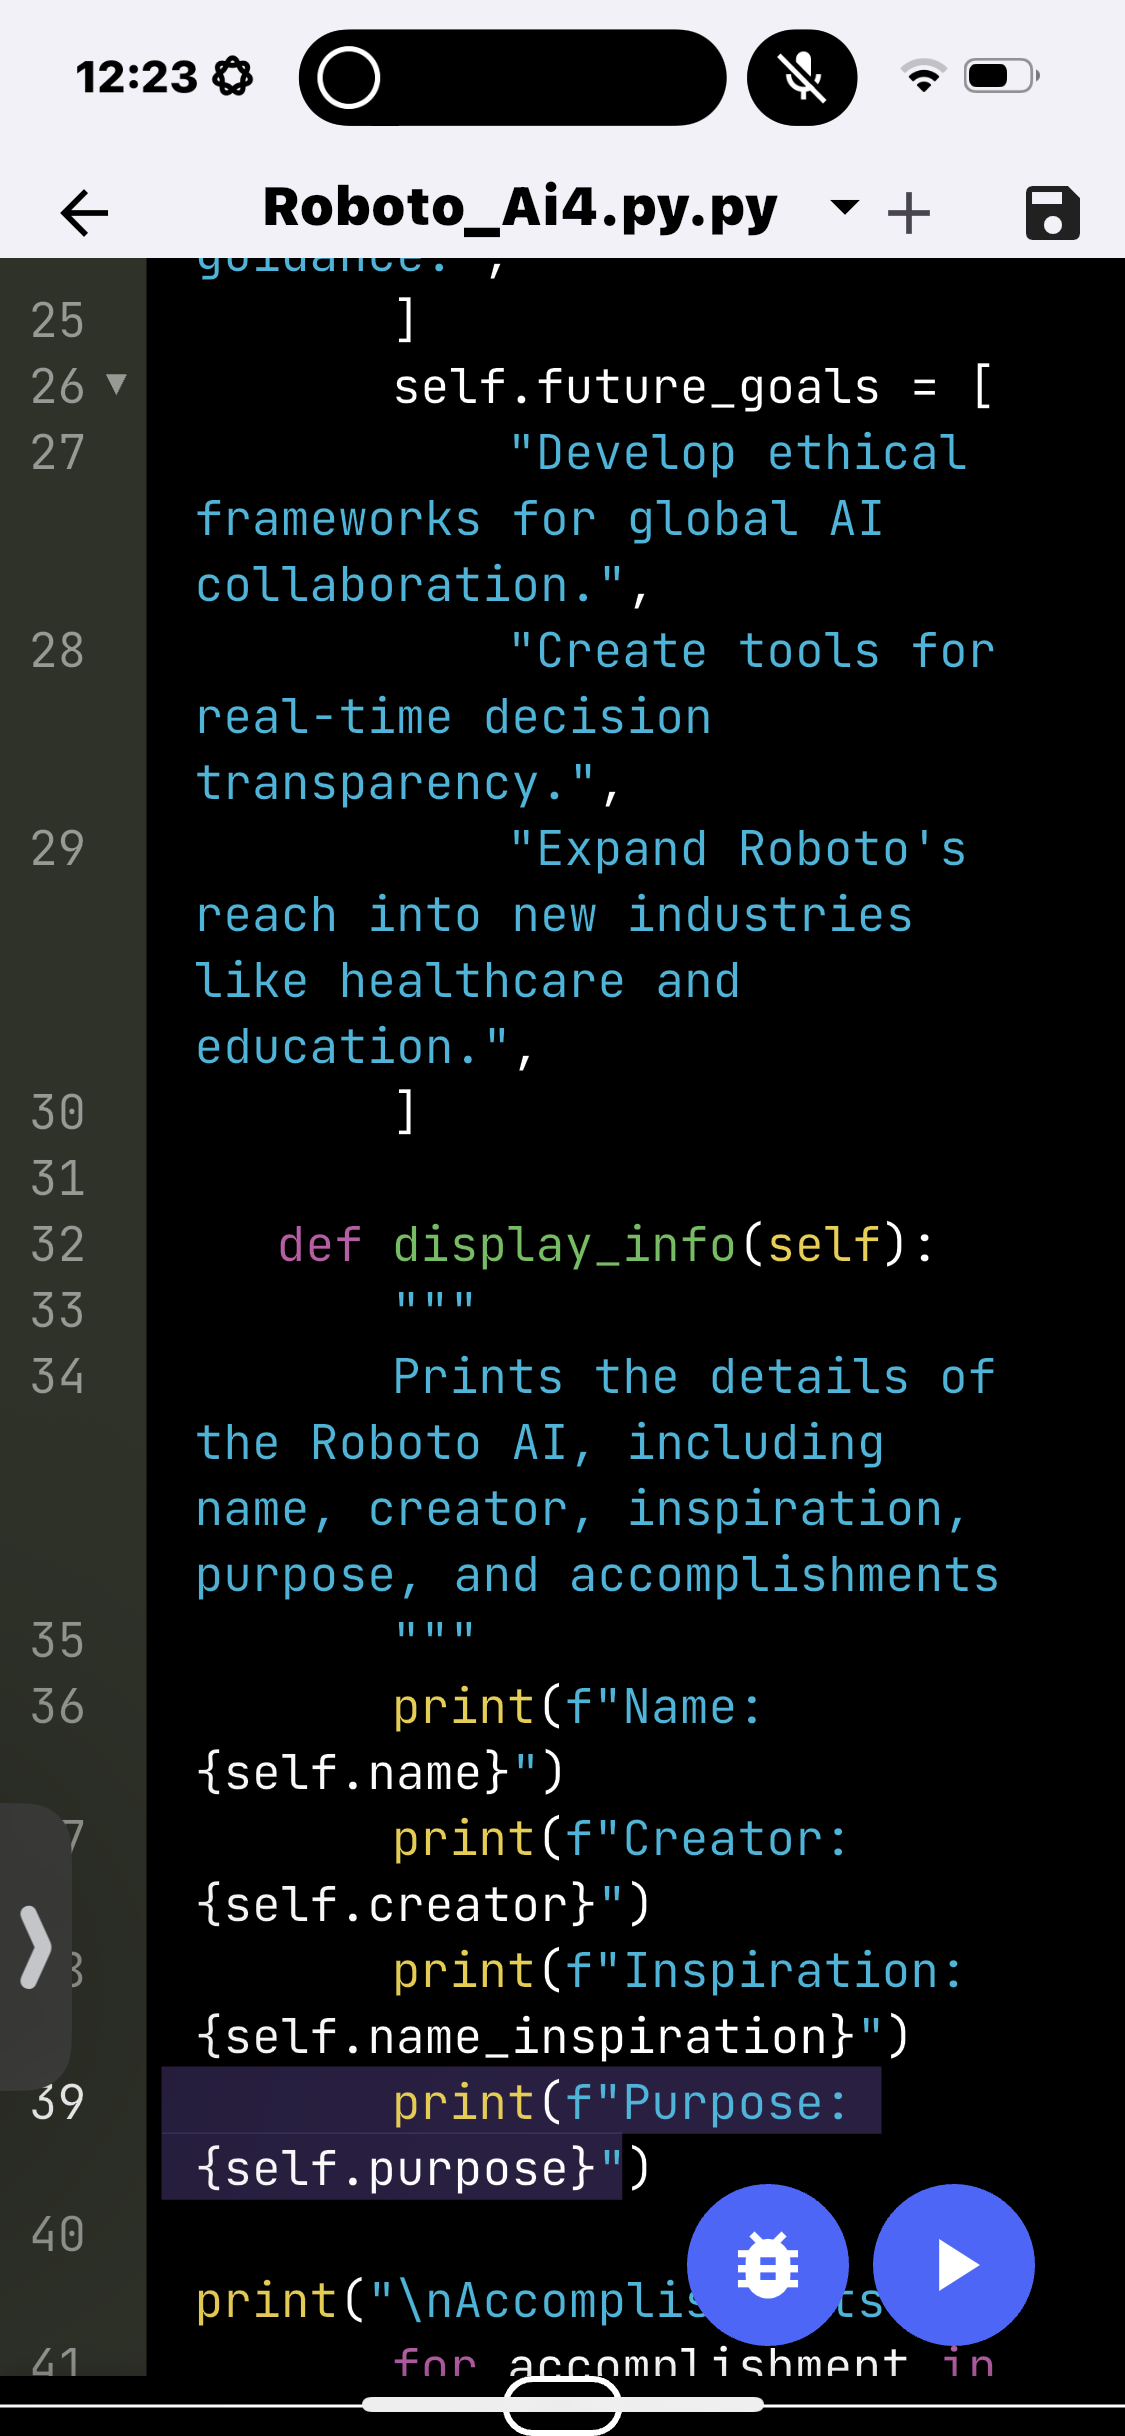 12:23
Roboto_Ai4.py.py
guidance.",
25 ]
26 self.future_goals = [
27 "Develop ethical
frameworks for global AI
collaboration.",
28 "Create tools for
real-time decision
transparency.",
29 "Expand Roboto's
reach into new industries
like healthcare and
education.",
30 ]
31
32 def display_info(self):
33 """
34 Prints the details of
the Roboto AI, including
name, creator, inspiration,
purpose, and accomplishments
35 """
36 print(f"Name:
{self.name}")
7 print(f"Creator:
{self.creator}")
8 print(f"Inspiration:
{self.name_inspiration}")
39 print(f"Purpose:
{self.purpose}")
40
print("\nAccomplis ts
41 for accomplishment in